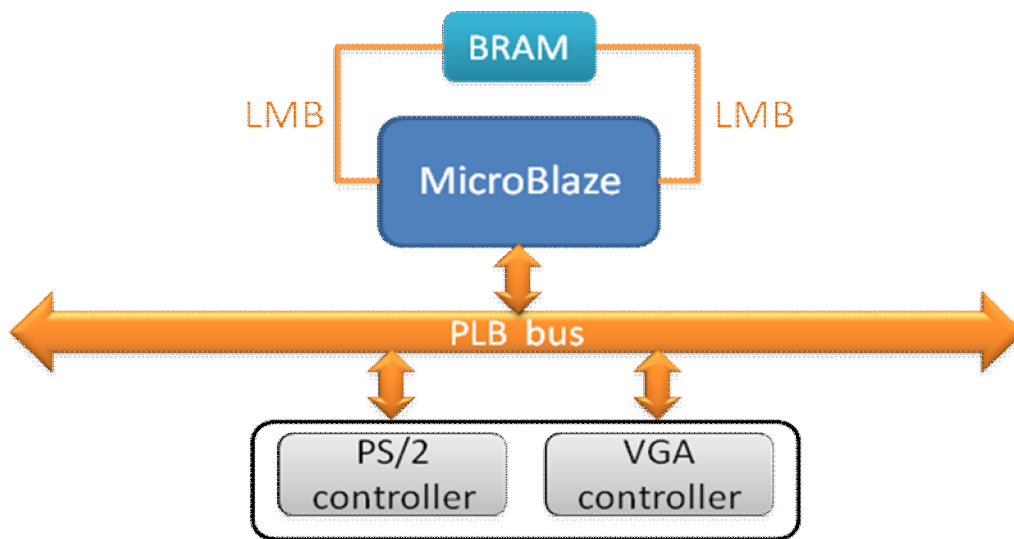 BRAM
LMB
LMB
MicroBlaze
PLB bus
PS/2
controller
VGA
controller